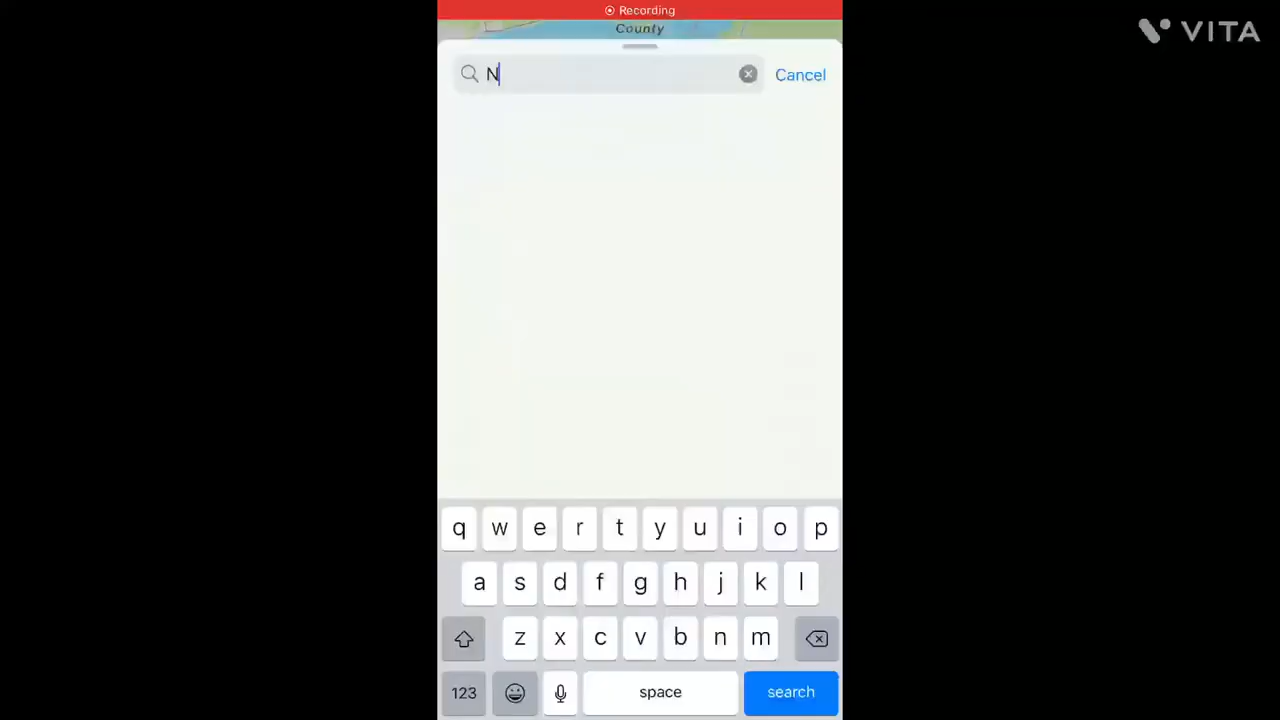 Recording
County
VITA
N
Cancel
q w e r t y u i o p
a s d f g h j k l
z x c v b n m
123 space search